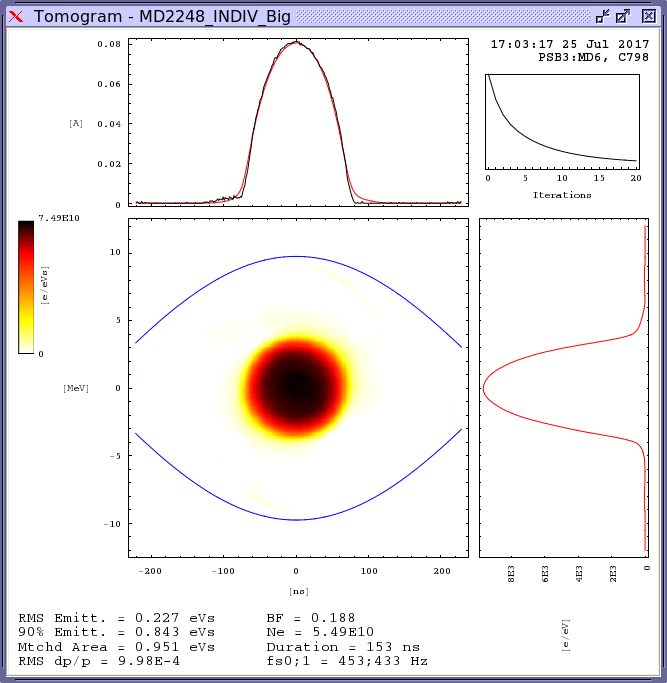 Tomogram - MD2248_INDIV_Big
17:03:17 25 Jul 2017
PSB3:MD6, C798
0.08
0.06
[A]
0.04
0.02
0
0 5 10 15 20
Iterations
7.49E10
[e/eVs]
0
10
5
[MeV] 0
-5
-10
-200 -100 0 100 200
[ns]
8E3 6E3 4E3 2E3 0
[e/eV]
RMS Emitt. = 0.227 eVs BF = 0.188
90% Emitt. = 0.843 eVs Ne = 5.49E10
Mtchd Area = 0.951 eVs Duration = 153 ns
RMS dp/p = 9.98E-4 fs0;1 = 453;433 Hz